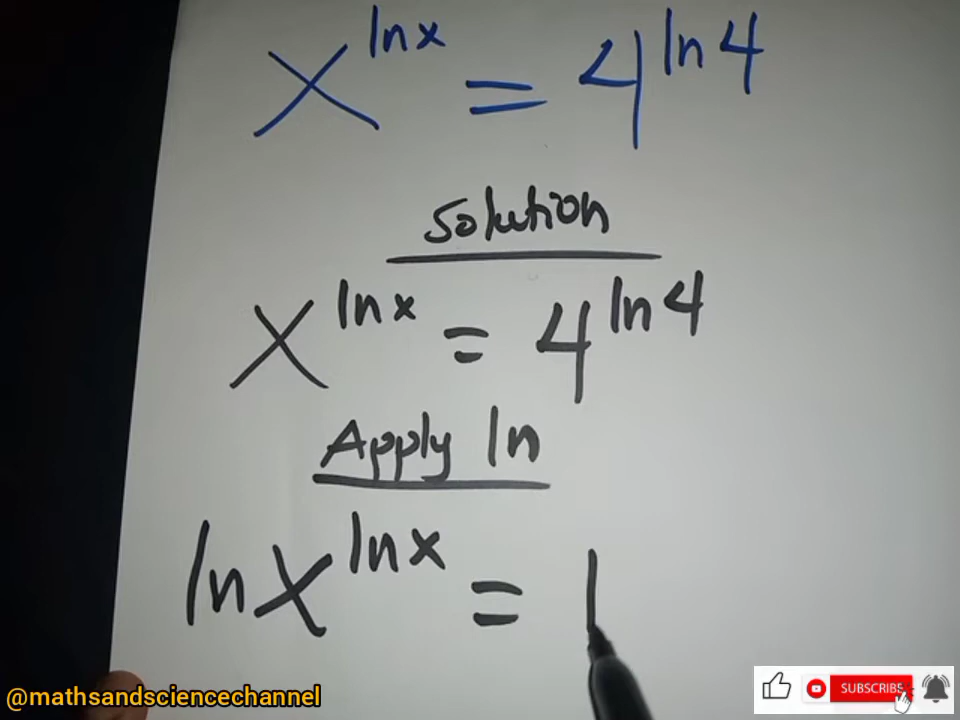 x^ln x = 4^ln 4
Solution
x^ln x = 4^ln 4
Apply ln
ln x^ln x = l
@mathsandsciencechannel
SUBSCRIBE